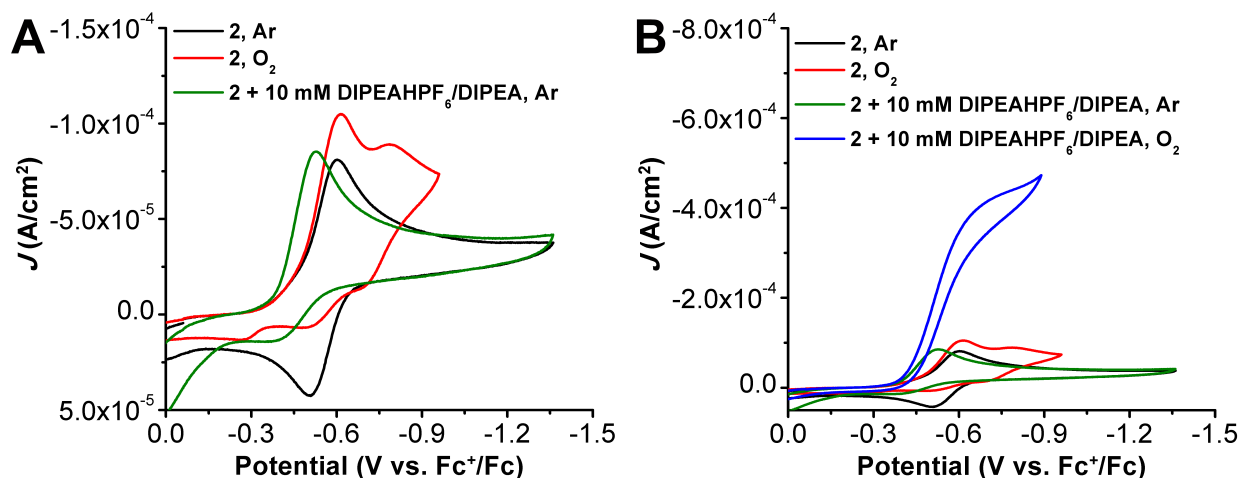 A
-1.5x10⁻⁴
-1.0x10⁻⁴
-5.0x10⁻⁵
0.0
5.0x10⁻⁵
J (A/cm²)
2, Ar
2, O₂
2 + 10 mM DIPEAHPF₆/DIPEA, Ar
0.0 -0.3 -0.6 -0.9 -1.2 -1.5
Potential (V vs. Fc⁺/Fc)
B
-8.0x10⁻⁴
-6.0x10⁻⁴
-4.0x10⁻⁴
-2.0x10⁻⁴
0.0
J (A/cm²)
2, Ar
2, O₂
2 + 10 mM DIPEAHPF₆/DIPEA, Ar
2 + 10 mM DIPEAHPF₆/DIPEA, O₂
0.0 -0.3 -0.6 -0.9 -1.2 -1.5
Potential (V vs. Fc⁺/Fc)